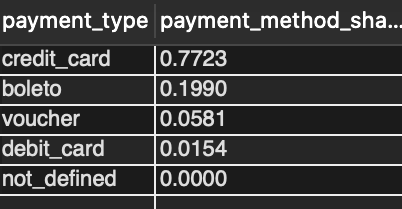 payment_type payment_method_sha...
credit_card 0.7723
boleto 0.1990
voucher 0.0581
debit_card 0.0154
not_defined 0.0000